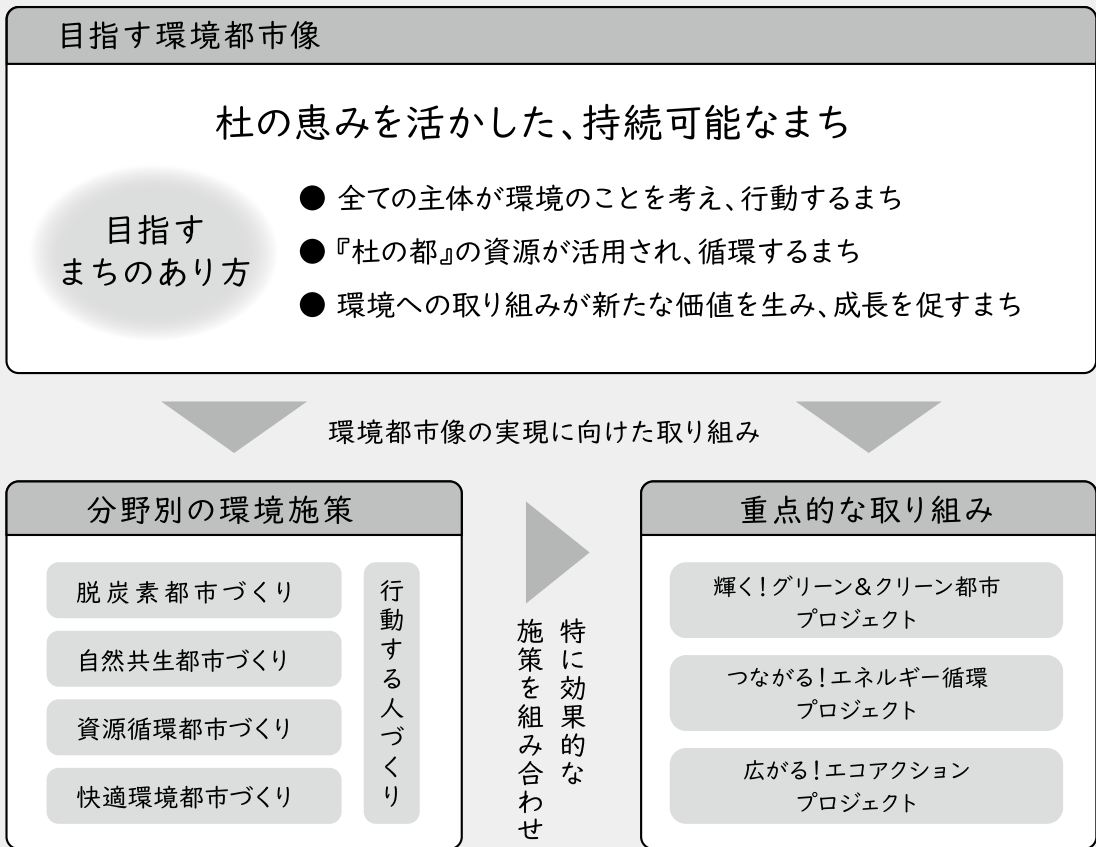 目指す環境都市像
杜の恵みを活かした、持続可能なまち
目指す
まちのあり方
● 全ての主体が環境のことを考え、行動するまち
● 『杜の都』の資源が活用され、循環するまち
● 環境への取り組みが新たな価値を生み、成長を促すまち
環境都市像の実現に向けた取り組み
分野別の環境施策
脱炭素都市づくり
自然共生都市づくり
資源循環都市づくり
快適環境都市づくり
行動する人づくり
特に効果的な
施策を組み合わせ
重点的な取り組み
輝く！グリーン&クリーン都市
プロジェクト
つながる！エネルギー循環
プロジェクト
広がる！エコアクション
プロジェクト